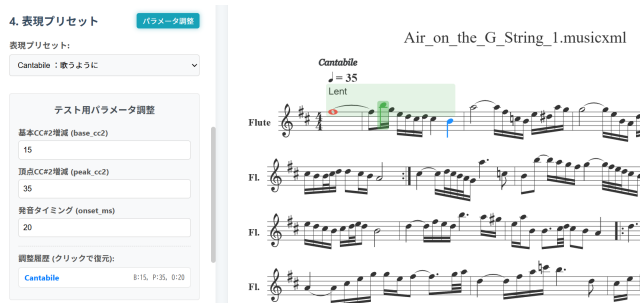 4. 表現プリセット
パラメータ調整
表現プリセット:
Cantabile ：歌うように
テスト用パラメータ調整
基本CC#2増減 (base_cc2)
15
頂点CC#2増減 (peak_cc2)
35
発音タイミング (onset_ms)
20
調整履歴 (クリックで復元):
Cantabile
B:15, P:35, O:20
Air_on_the_G_String_1.musicxml
Cantabile
= 35
Lent
Flute
4
4
Fl.
Fl.
Fl.